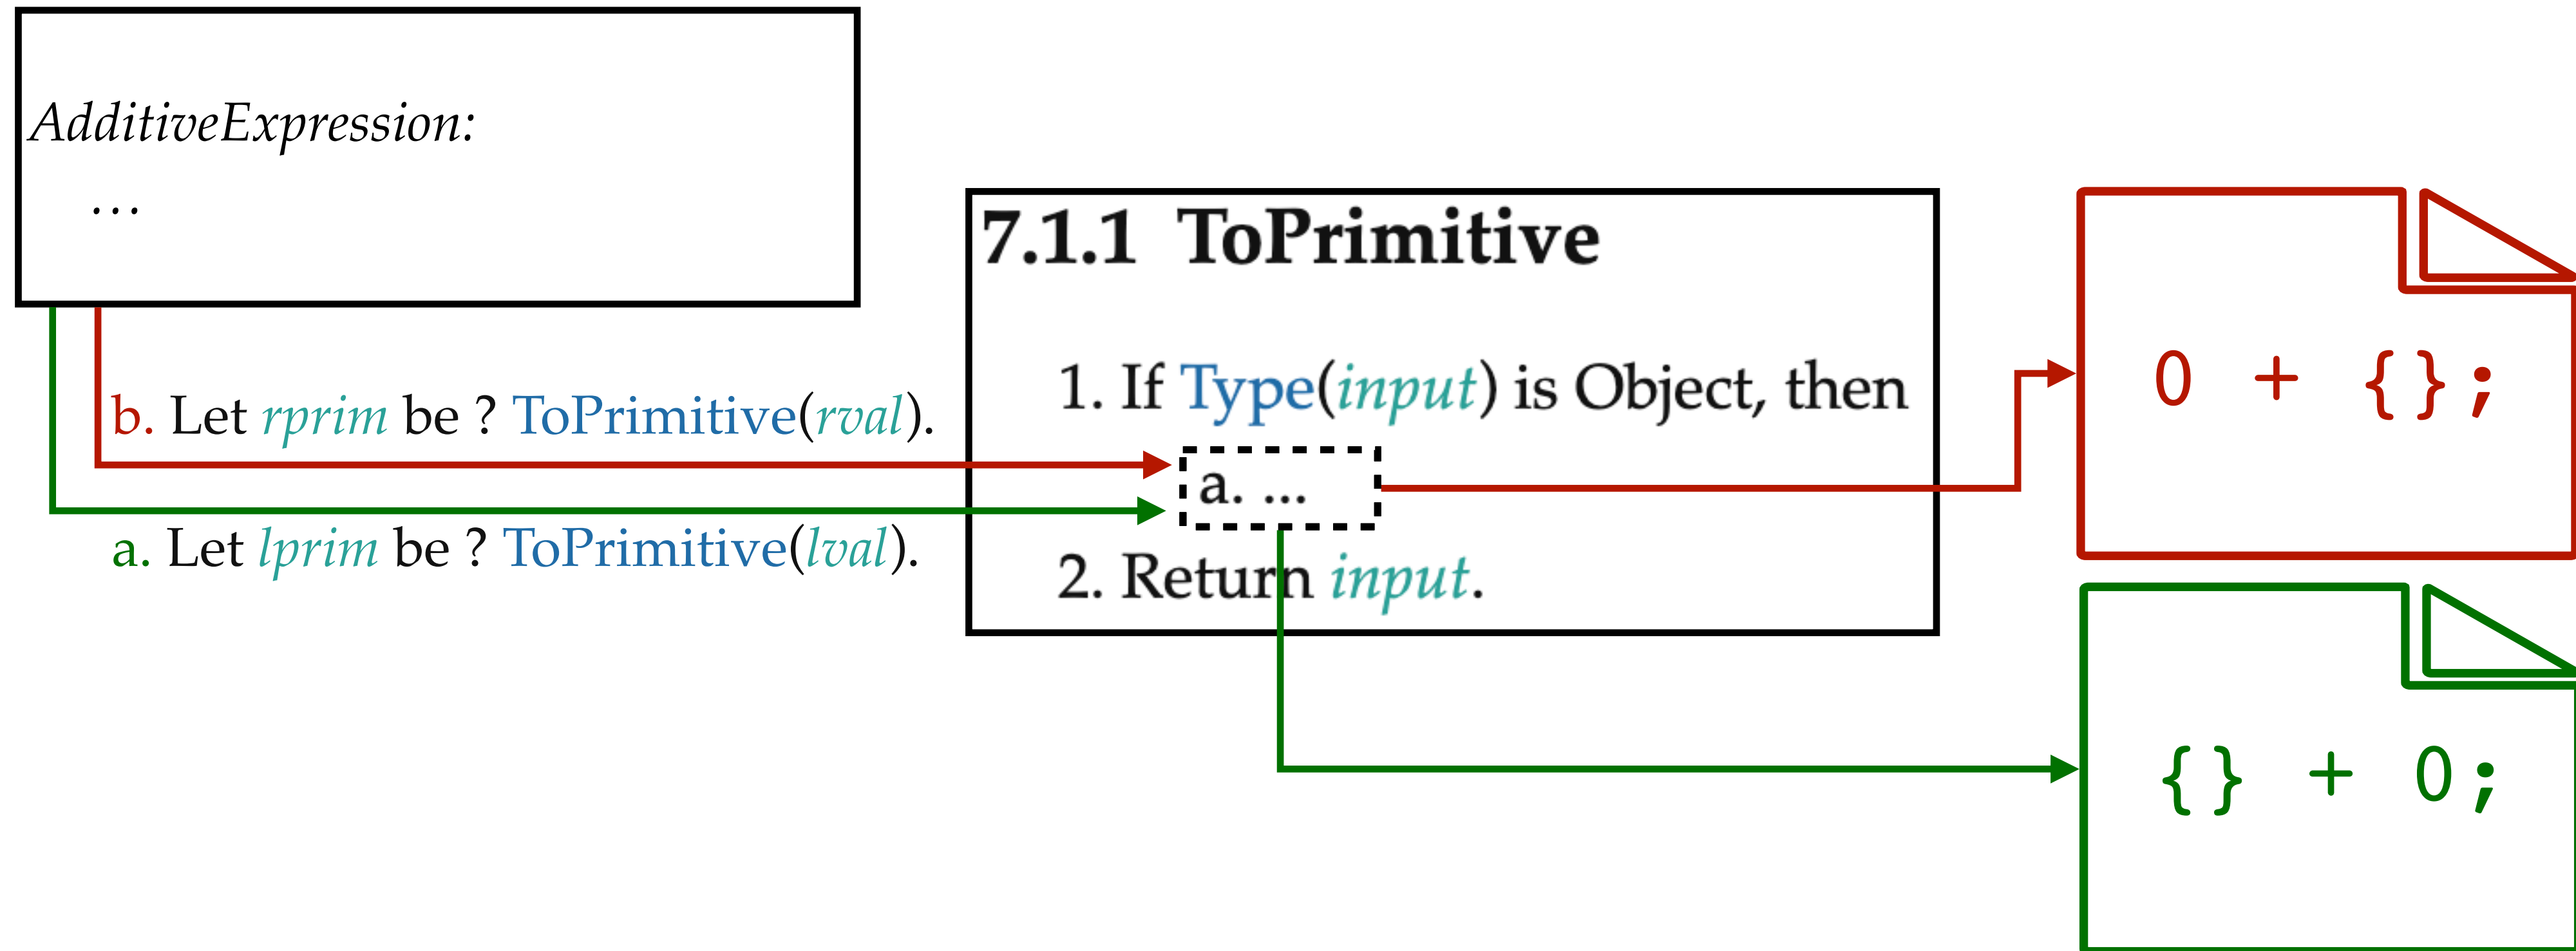 AdditiveExpression:
…
b. Let rprim be ? ToPrimitive(rval).
a. Let lprim be ? ToPrimitive(lval).
7.1.1 ToPrimitive
1. If Type(input) is Object, then
a. ...
2. Return input.
0 + {};
{} + 0;